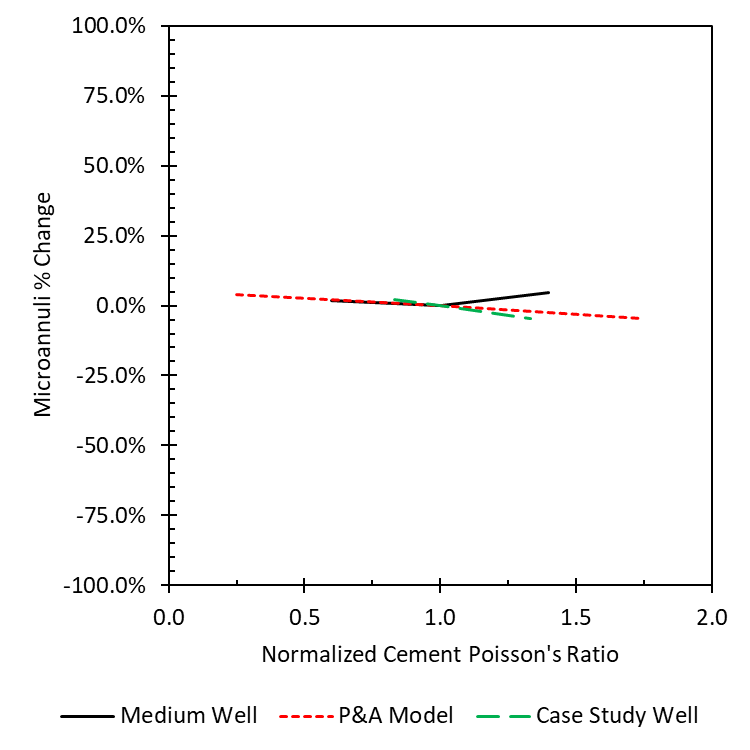 100.0%
75.0%
50.0%
25.0%
0.0%
-25.0%
-50.0%
-75.0%
-100.0%
Microannuli % Change
0.0 0.5 1.0 1.5 2.0
Normalized Cement Poisson's Ratio
Medium Well P&A Model Case Study Well